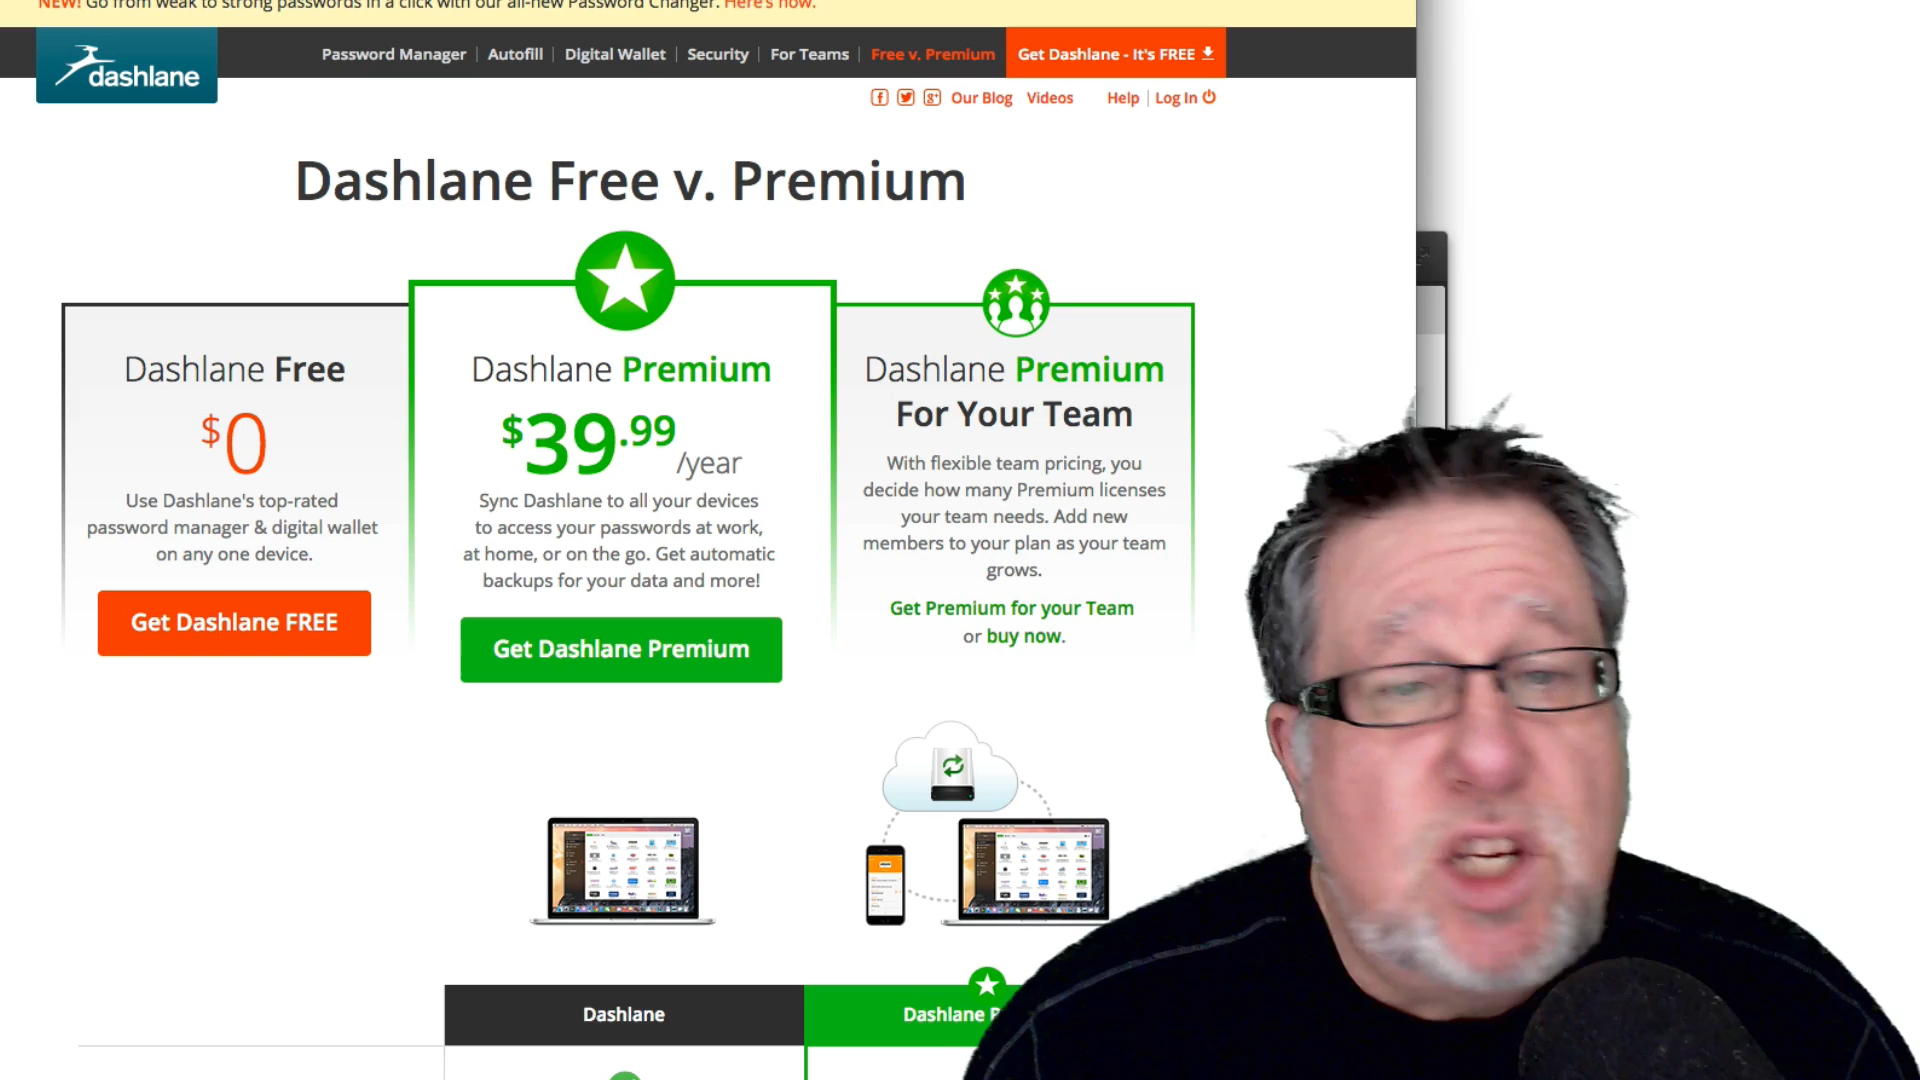 NEW! Go from weak to strong passwords in a click with our all-new Password Changer. Here's how.
dashlane
Password Manager | Autofill | Digital Wallet | Security | For Teams | Free v. Premium
Get Dashlane - It's FREE
Our Blog Videos Help | Log In
Dashlane Free v. Premium
Dashlane Free
$0
Use Dashlane's top-rated
password manager & digital wallet
on any one device.
Get Dashlane FREE
Dashlane Premium
$39.99
/year
Sync Dashlane to all your devices
to access your passwords at work,
at home, or on the go. Get automatic
backups for your data and more!
Get Dashlane Premium
Dashlane Premium
For Your Team
With flexible team pricing, you
decide how many Premium licenses
your team needs. Add new
members to your plan as your team
grows.
Get Premium for your Team
or buy now.
Dashlane
Dashlane